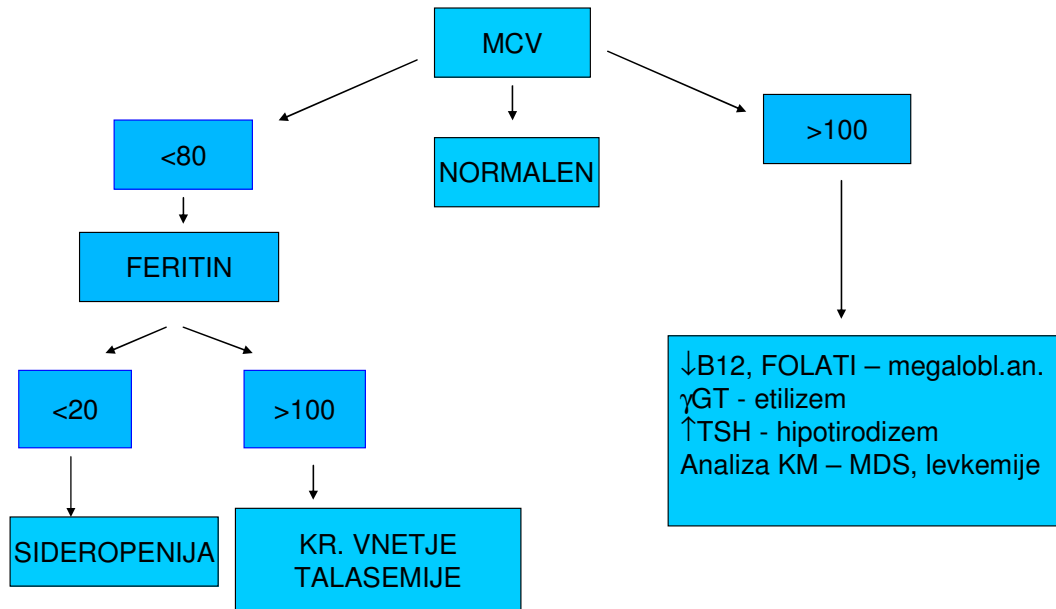 MCV
<80
NORMALEN
>100
FERITIN
<20
>100
SIDEROPENIJA
KR. VNETJE
TALASEMIJE
↓B12, FOLATI – megalobl.an.
γGT - etilizem
↑TSH - hipotirodizem
Analiza KM – MDS, levkemije